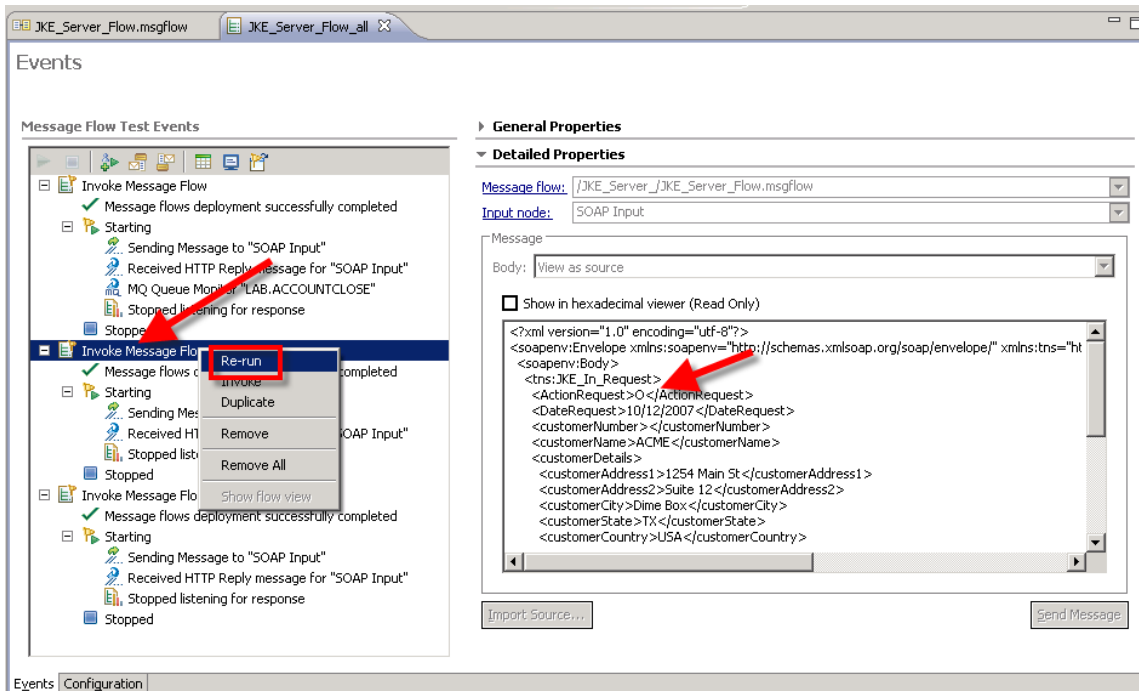 JKE_Server_Flow.msgflow
JKE_Server_Flow_all
Events
Message Flow Test Events
Invoke Message Flow
Message flows deployment successfully completed
Starting
Sending Message to "SOAP Input"
Received HTTP Reply message for "SOAP Input"
MQ Queue Monitor "LAB.ACCOUNTCLOSE"
Stopped listening for response
Stopped
Invoke Message Flo
Message flows completed
Starting
Sending Mes
Received HT SOAP Input"
Stopped liste
Stopped
Re-run
Invoke
Duplicate
Remove
Remove All
Show flow view
Invoke Message Flo
Message flows deployment successfully completed
Starting
Sending Message to "SOAP Input"
Received HTTP Reply message for "SOAP Input"
Stopped listening for response
Stopped
Events
Configuration
General Properties
Detailed Properties
Message flow: /JKE_Server_/JKE_Server_Flow.msgflow
Input node: SOAP Input
Message
Body: View as source
Show in hexadecimal viewer (Read Only)
<?xml version="1.0" encoding="utf-8"?>
<soapenv:Envelope xmlns:soapenv="http://schemas.xmlsoap.org/soap/envelope/" xmlns:tns="ht
<soapenv:Body>
<tns:JKE_In_Request>
<ActionRequest>O</ActionRequest>
<DateRequest>10/12/2007</DateRequest>
<customerNumber></customerNumber>
<customerName>ACME</customerName>
<customerDetails>
<customerAddress1>1254 Main St</customerAddress1>
<customerAddress2>Suite 12</customerAddress2>
<customerCity>Dime Box</customerCity>
<customerState>TX</customerState>
<customerCountry>USA</customerCountry>
Import Source...
Send Message